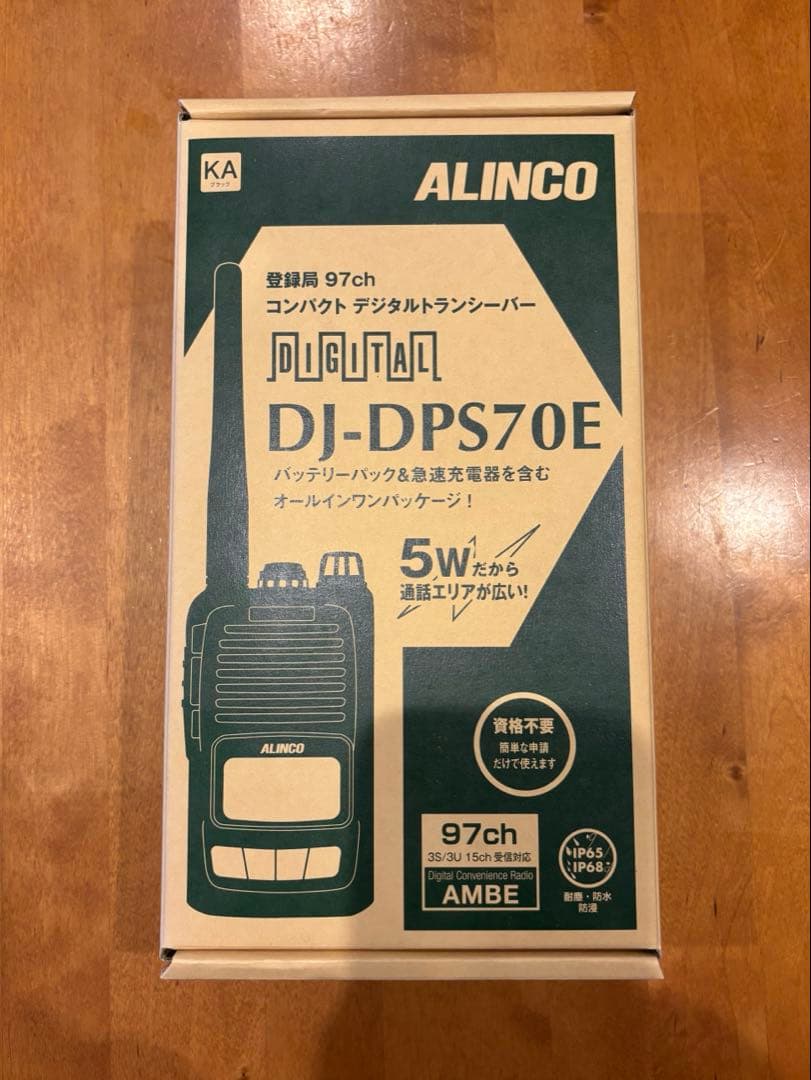 KA
ブラック
ALINCO
登録局 97ch
コンパクト デジタルトランシーバー
DIGITAL
DJ-DPS70E
バッテリーパック&急速充電器を含む
オールインワンパッケージ！
5Wだから
通話エリアが広い!
ALINCO
資格不要
簡単な申請
だけで使えます
97ch
3S/3U 15ch 受信対応
Digital Convenience Radio
AMBE
IP65
IP68
耐塵・防水
防浸